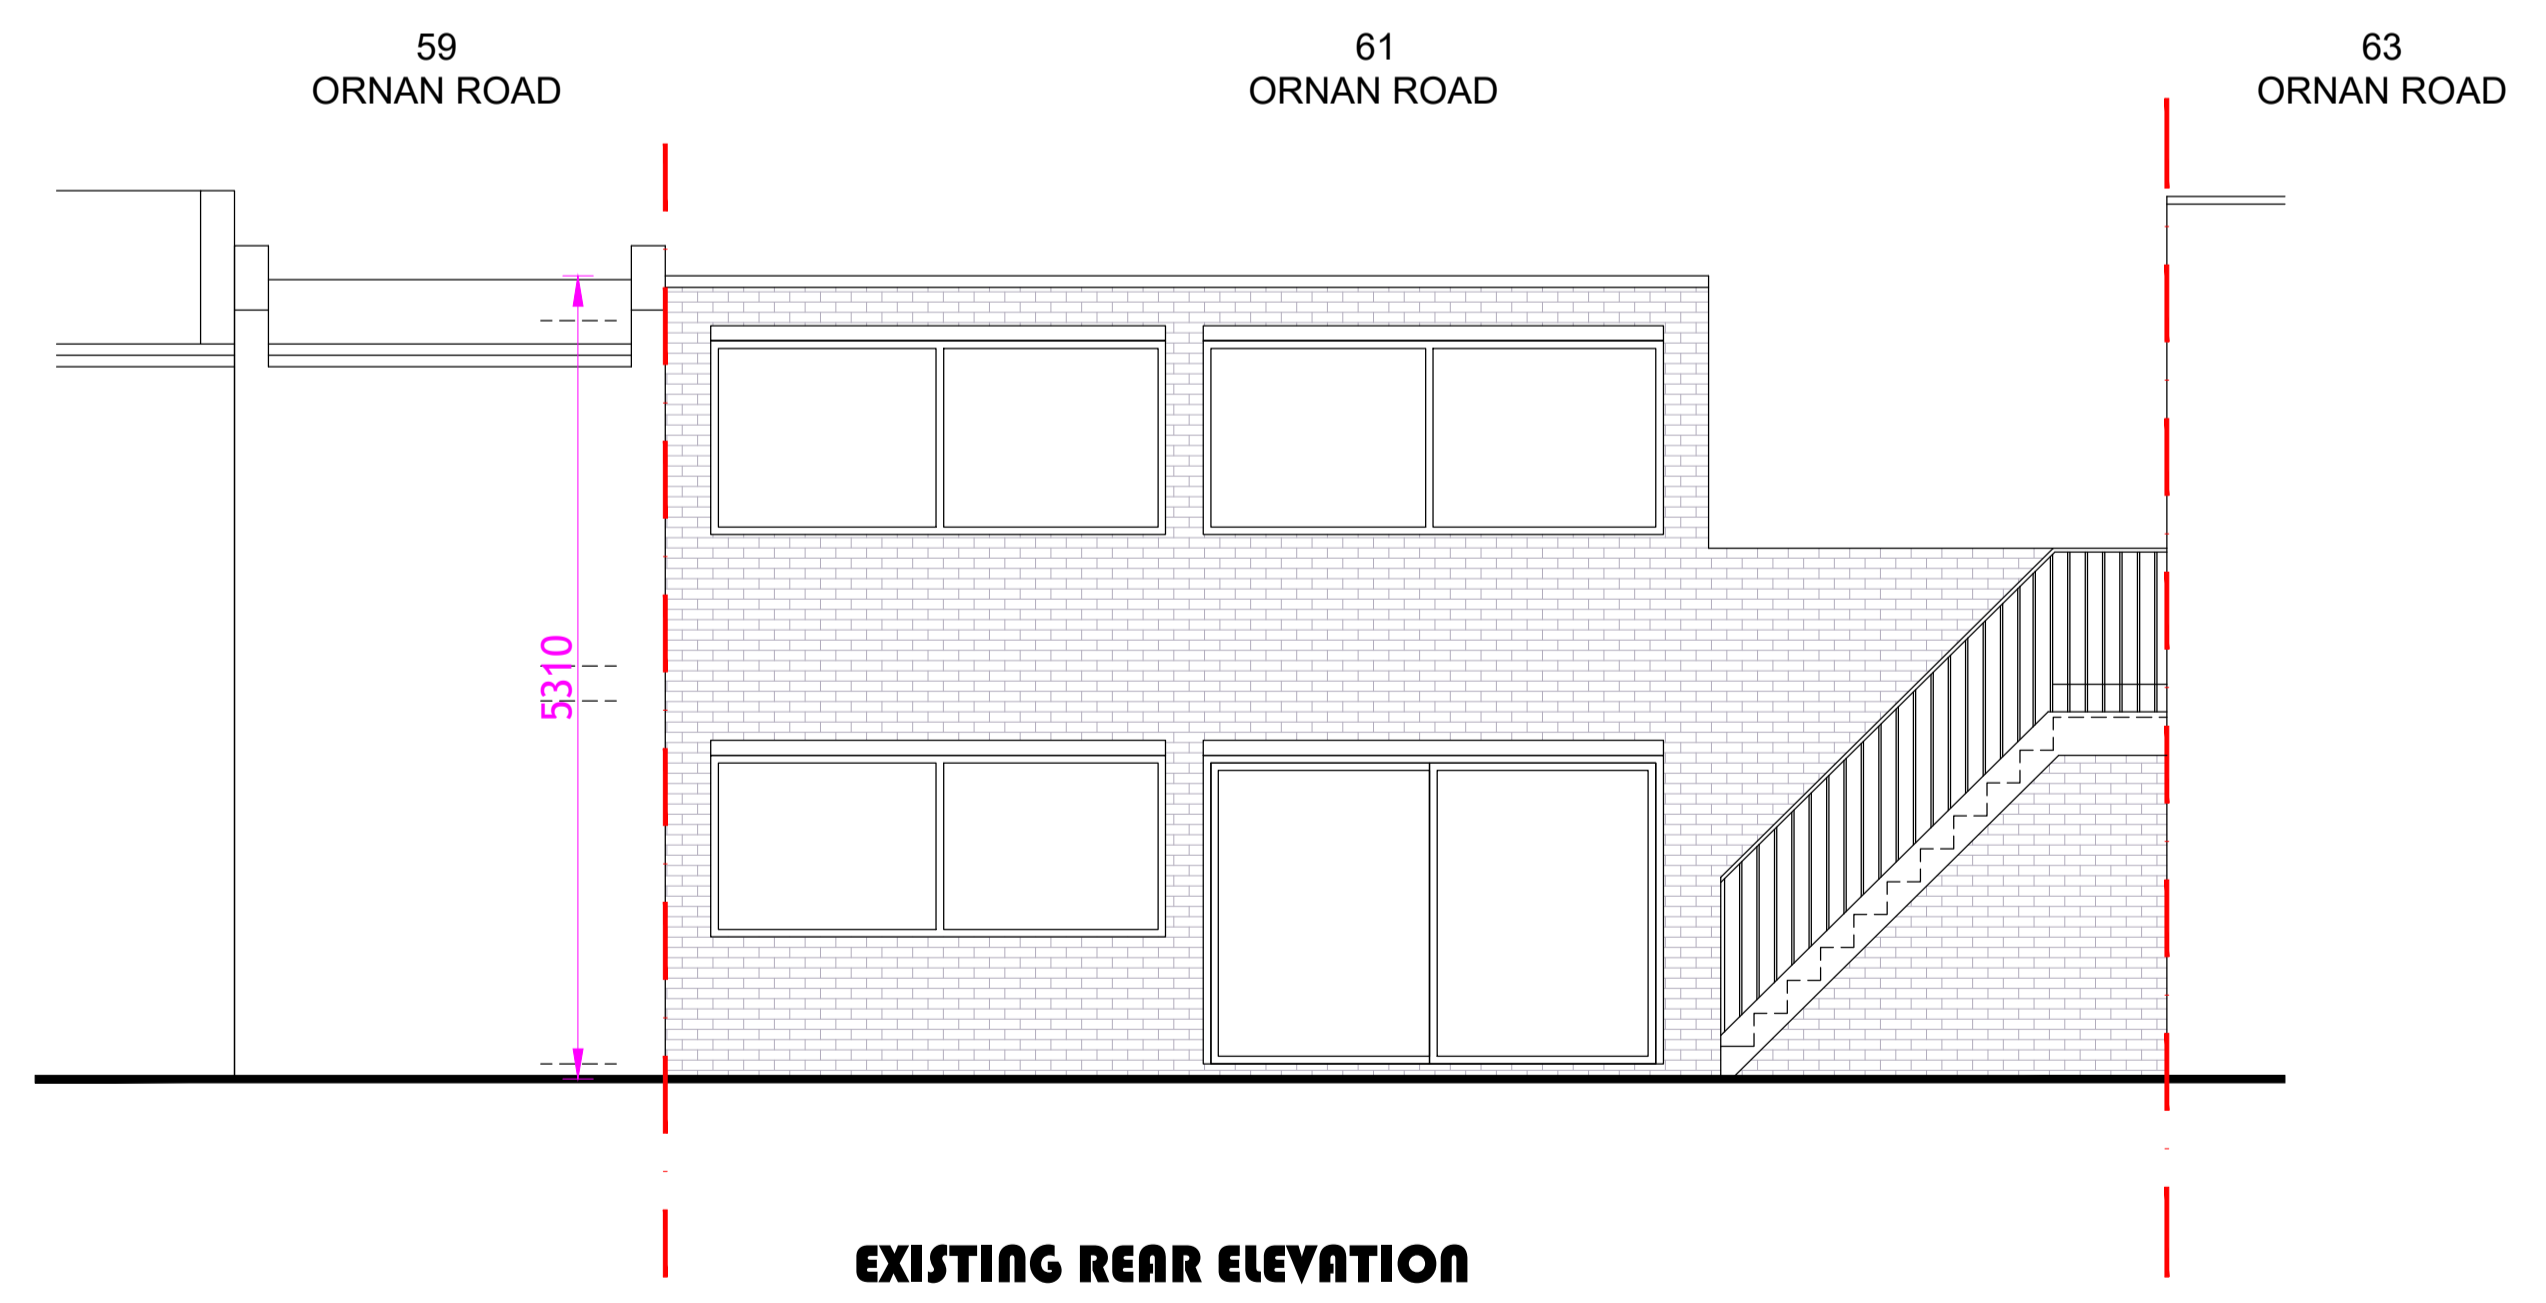 59
ORNAN ROAD
61
ORNAN ROAD
63
ORNAN ROAD
5310
EXISTING REAR ELEVATION